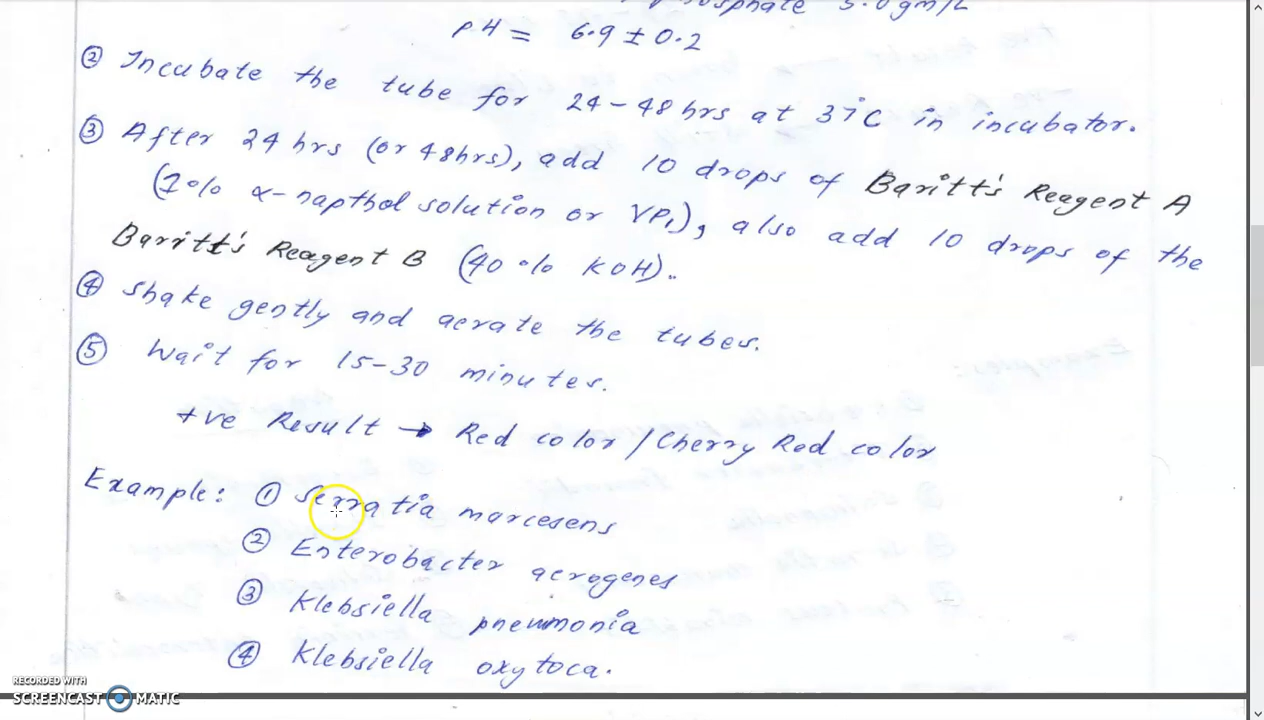 phosphate 5.0gm/L
pH = 6.9 ± 0.2
② Incubate the tube for 24-48 hrs at 37°C in incubator.
③ After 24 hrs (or 48hrs), add 10 drops of Baritt's Reagent A
α-napthol solution or VP₁), also add 10 drops of the
Baritt's Reagent B (40 % KOH)..
④ Shake gently and aerate the tubes.
⑤ Wait for 15-30 minutes.
+ve Result → Red color/Cherry Red color
Example: ① Serratia marcesens
② Enterobacter aerogenes
③ Klebsiella pneumonia
④ Klebsiella oxytoca.
RECORDED WITH
SCREENCAST MATIC